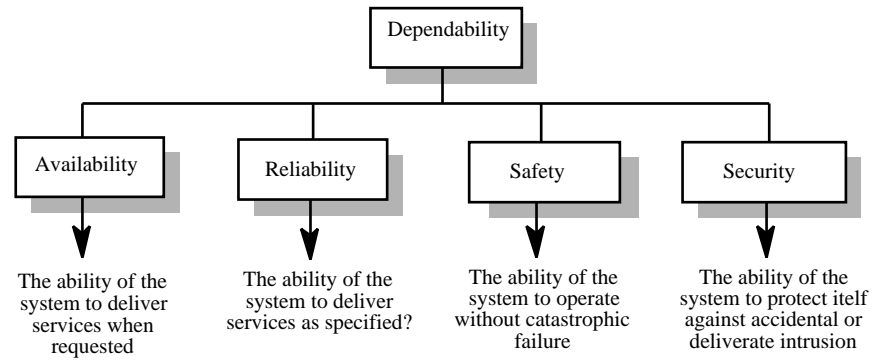 Dependability
Availability
Reliability
Safety
Security
The ability of the
system to deliver
services when
requested
The ability of the
system to deliver
services as specified?
The ability of the
system to operate
without catastrophic
failure
The ability of the
system to protect itelf
against accidental or
deliverate intrusion